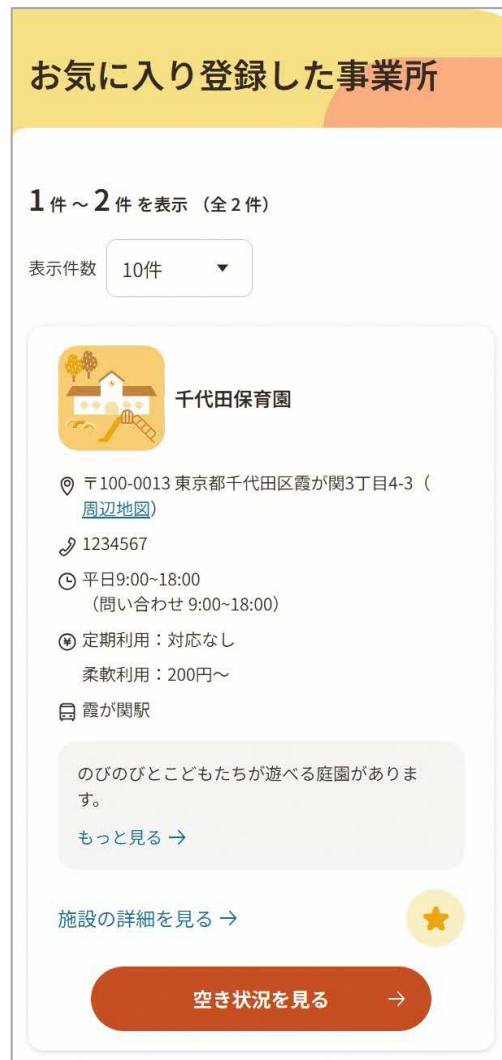 お気に入り登録した事業所
1 件 ～ 2 件 を表示 （全 2 件）
表示件数 10件
千代田保育園
〒100-0013 東京都千代田区霞が関3丁目4-3（
周辺地図）
1234567
平日9:00~18:00
（問い合わせ 9:00~18:00）
定期利用：対応なし
柔軟利用：200円～
霞が関駅
のびのびとこどもたちが遊べる庭園がありま
す。
もっと見る →
施設の詳細を見る →
空き状況を見る →